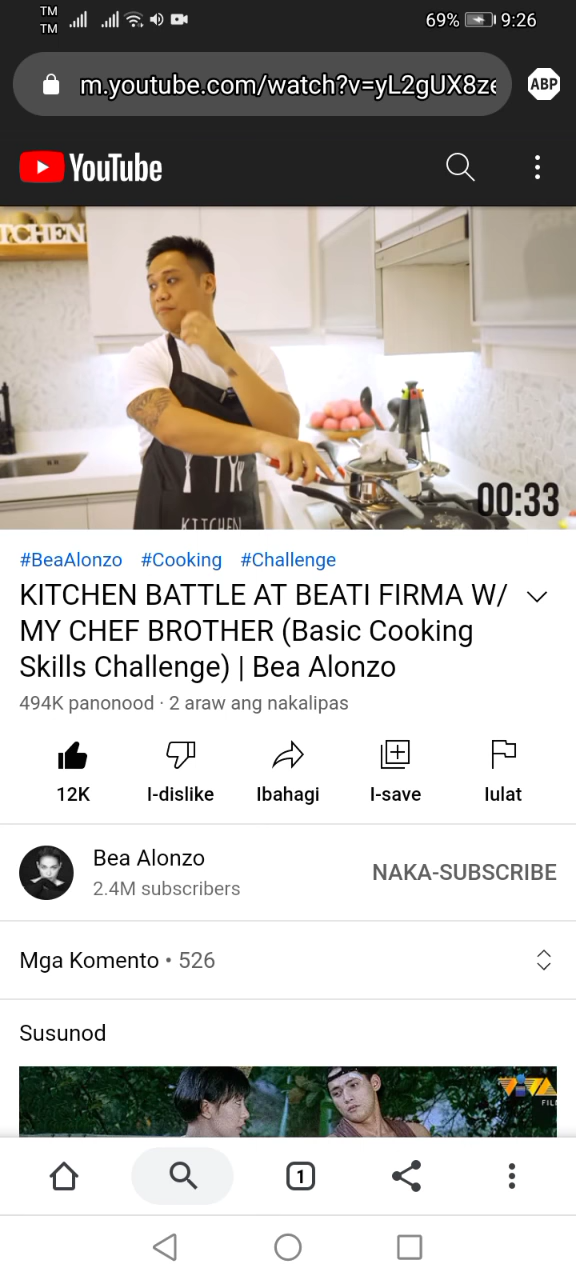 TM
TM
69% 9:26
m.youtube.com/watch?v=yL2gUX8ze
ABP
YouTube
TCHEN
KITCHEN
00:33
#BeaAlonzo #Cooking #Challenge
KITCHEN BATTLE AT BEATI FIRMA W/
MY CHEF BROTHER (Basic Cooking
Skills Challenge) | Bea Alonzo
494K panonood · 2 araw ang nakalipas
12K I-dislike Ibahagi I-save Iulat
Bea Alonzo
2.4M subscribers
NAKA-SUBSCRIBE
Mga Komento • 526
Susunod
VIVA
FIL
1